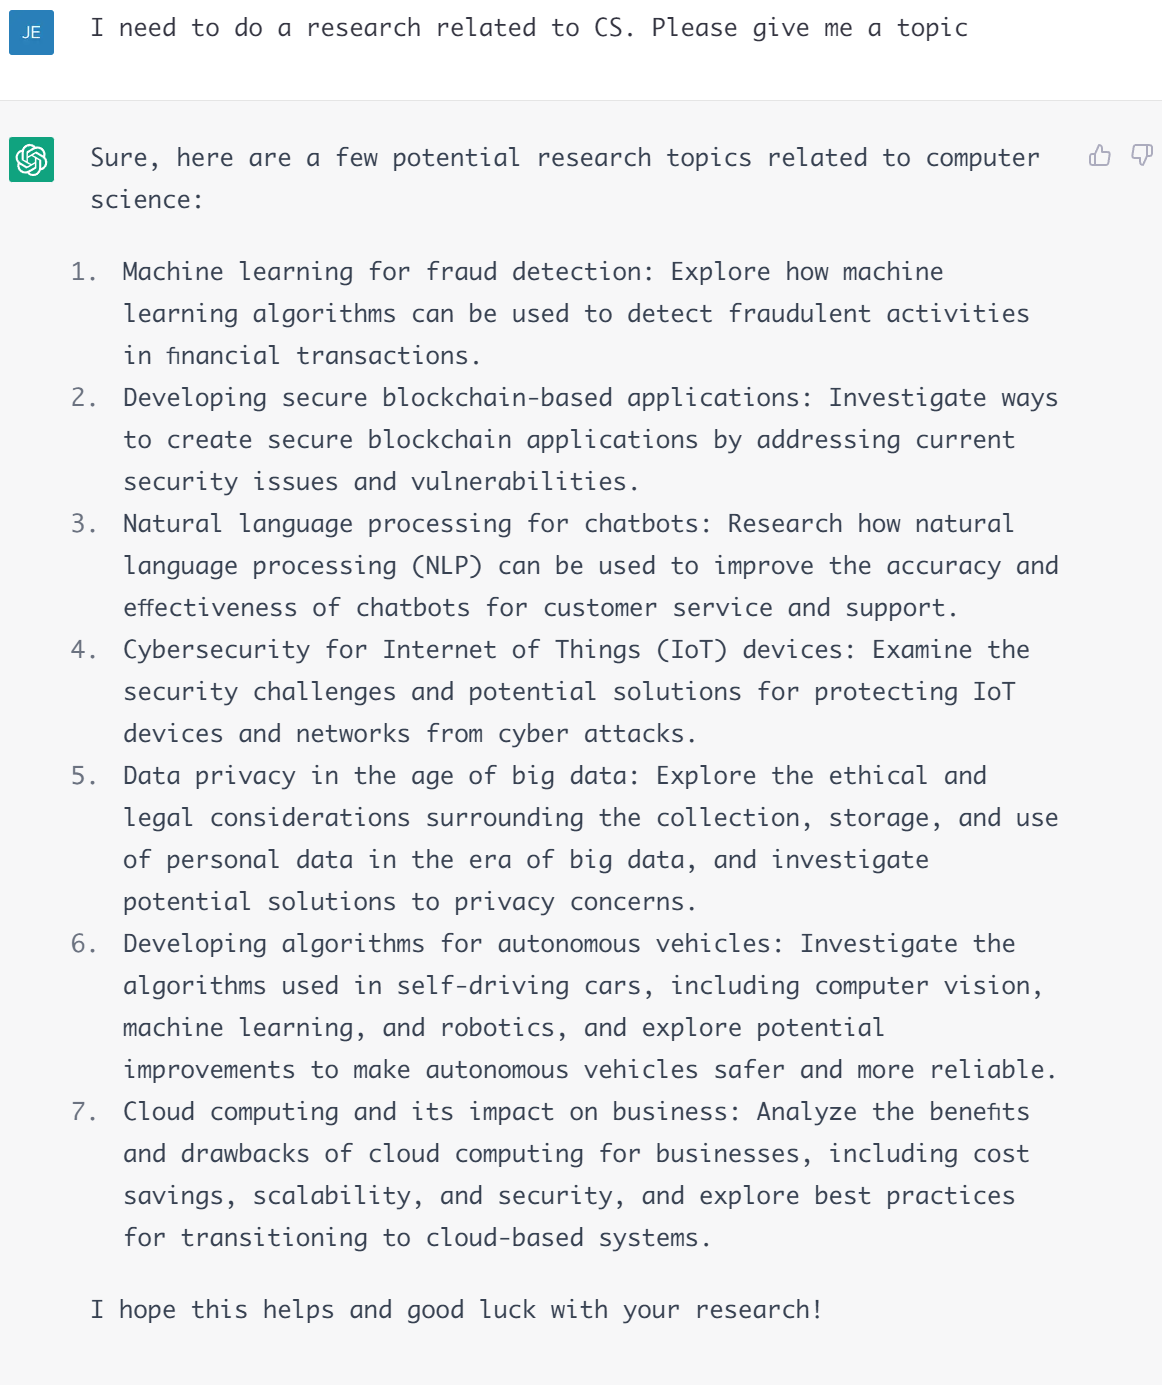 JE
I need to do a research related to CS. Please give me a topic
Sure, here are a few potential research topics related to computer
science:
1. Machine learning for fraud detection: Explore how machine
learning algorithms can be used to detect fraudulent activities
in financial transactions.
2. Developing secure blockchain-based applications: Investigate ways
to create secure blockchain applications by addressing current
security issues and vulnerabilities.
3. Natural language processing for chatbots: Research how natural
language processing (NLP) can be used to improve the accuracy and
effectiveness of chatbots for customer service and support.
4. Cybersecurity for Internet of Things (IoT) devices: Examine the
security challenges and potential solutions for protecting IoT
devices and networks from cyber attacks.
5. Data privacy in the age of big data: Explore the ethical and
legal considerations surrounding the collection, storage, and use
of personal data in the era of big data, and investigate
potential solutions to privacy concerns.
6. Developing algorithms for autonomous vehicles: Investigate the
algorithms used in self-driving cars, including computer vision,
machine learning, and robotics, and explore potential
improvements to make autonomous vehicles safer and more reliable.
7. Cloud computing and its impact on business: Analyze the benefits
and drawbacks of cloud computing for businesses, including cost
savings, scalability, and security, and explore best practices
for transitioning to cloud-based systems.
I hope this helps and good luck with your research!